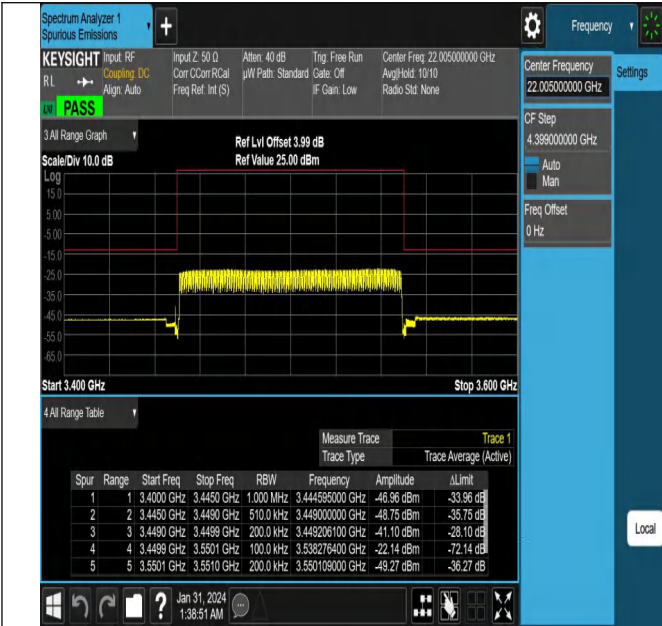 Spectrum Analyzer 1
Spurious Emissions
+
Frequency
KEYSIGHT
RL
PASS
Input: RF
Coupling: DC
Align: Auto
Input Z: 50 Ω
Corr CCorr RCal
Freq Ref: Int (S)
Atten: 40 dB
µW Path: Standard
Trig: Free Run
Gate: Off
IF Gain: Low
Center Freq: 22.005000000 GHz
Avg|Hold: 10/10
Radio Std: None
Center Frequency
22.005000000 GHz
Settings
CF Step
4.399000000 GHz
Auto
Man
Freq Offset
0 Hz
3 All Range Graph
Scale/Div 10.0 dB
Ref Lvl Offset 3.99 dB
Ref Value 25.00 dBm
Log
15.0
5.00
-5.00
-15.0
-25.0
-35.0
-45.0
-55.0
-65.0
Start 3.400 GHz
Stop 3.600 GHz
4 All Range Table
Measure Trace Trace 1
Trace Type Trace Average (Active)
Spur Range Start Freq Stop Freq RBW Frequency Amplitude ΔLimit
1 1 3.4000 GHz 3.4450 GHz 1.000 MHz 3.444595000 GHz -46.96 dBm -33.96 dB
2 2 3.4450 GHz 3.4490 GHz 510.0 kHz 3.449000000 GHz -48.75 dBm -35.75 dB
3 3 3.4490 GHz 3.4499 GHz 200.0 kHz 3.449206100 GHz -41.10 dBm -28.10 dB
4 4 3.4499 GHz 3.5501 GHz 100.0 kHz 3.538276400 GHz -22.14 dBm -72.14 dB
5 5 3.5501 GHz 3.5510 GHz 200.0 kHz 3.550109000 GHz -49.27 dBm -36.27 dB
Local
?
Jan 31, 2024
1:38:51 AM